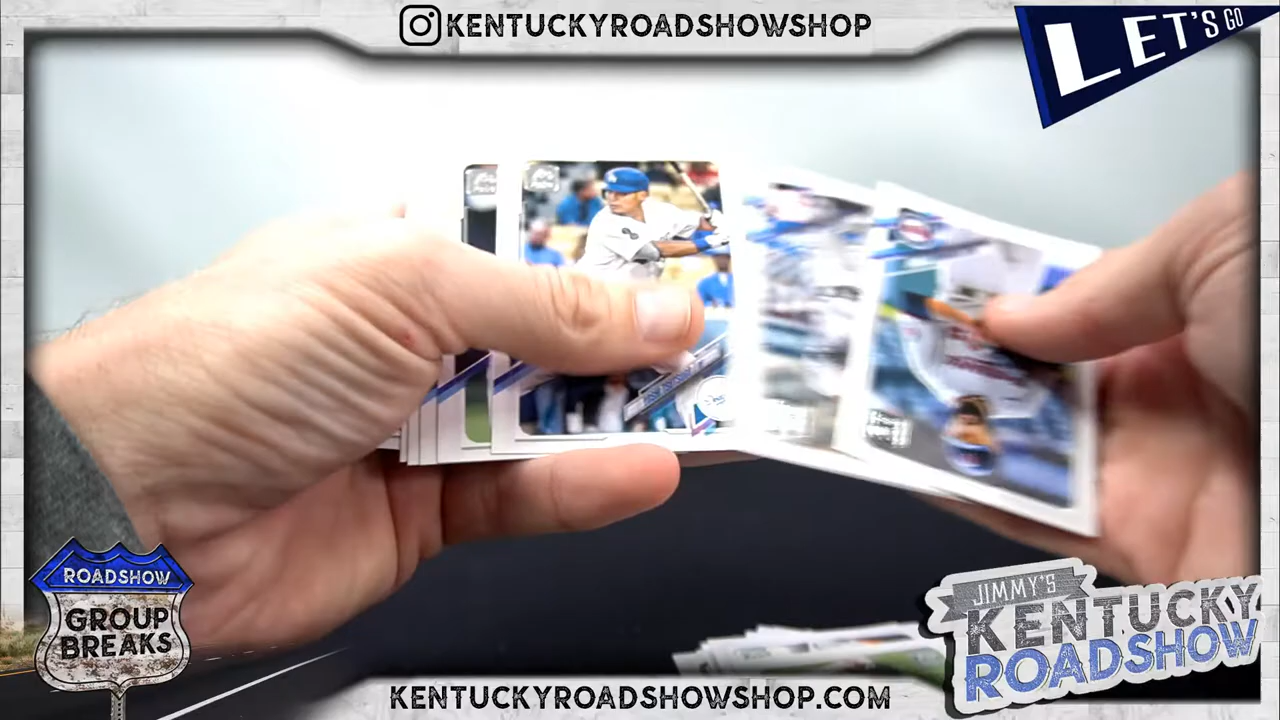 KENTUCKYROADSHOWSHOP
LET'S GO
ROADSHOW
GROUP
BREAKS
JIMMY'S
KENTUCKY
ROADSHOW
KENTUCKYROADSHOWSHOP.COM